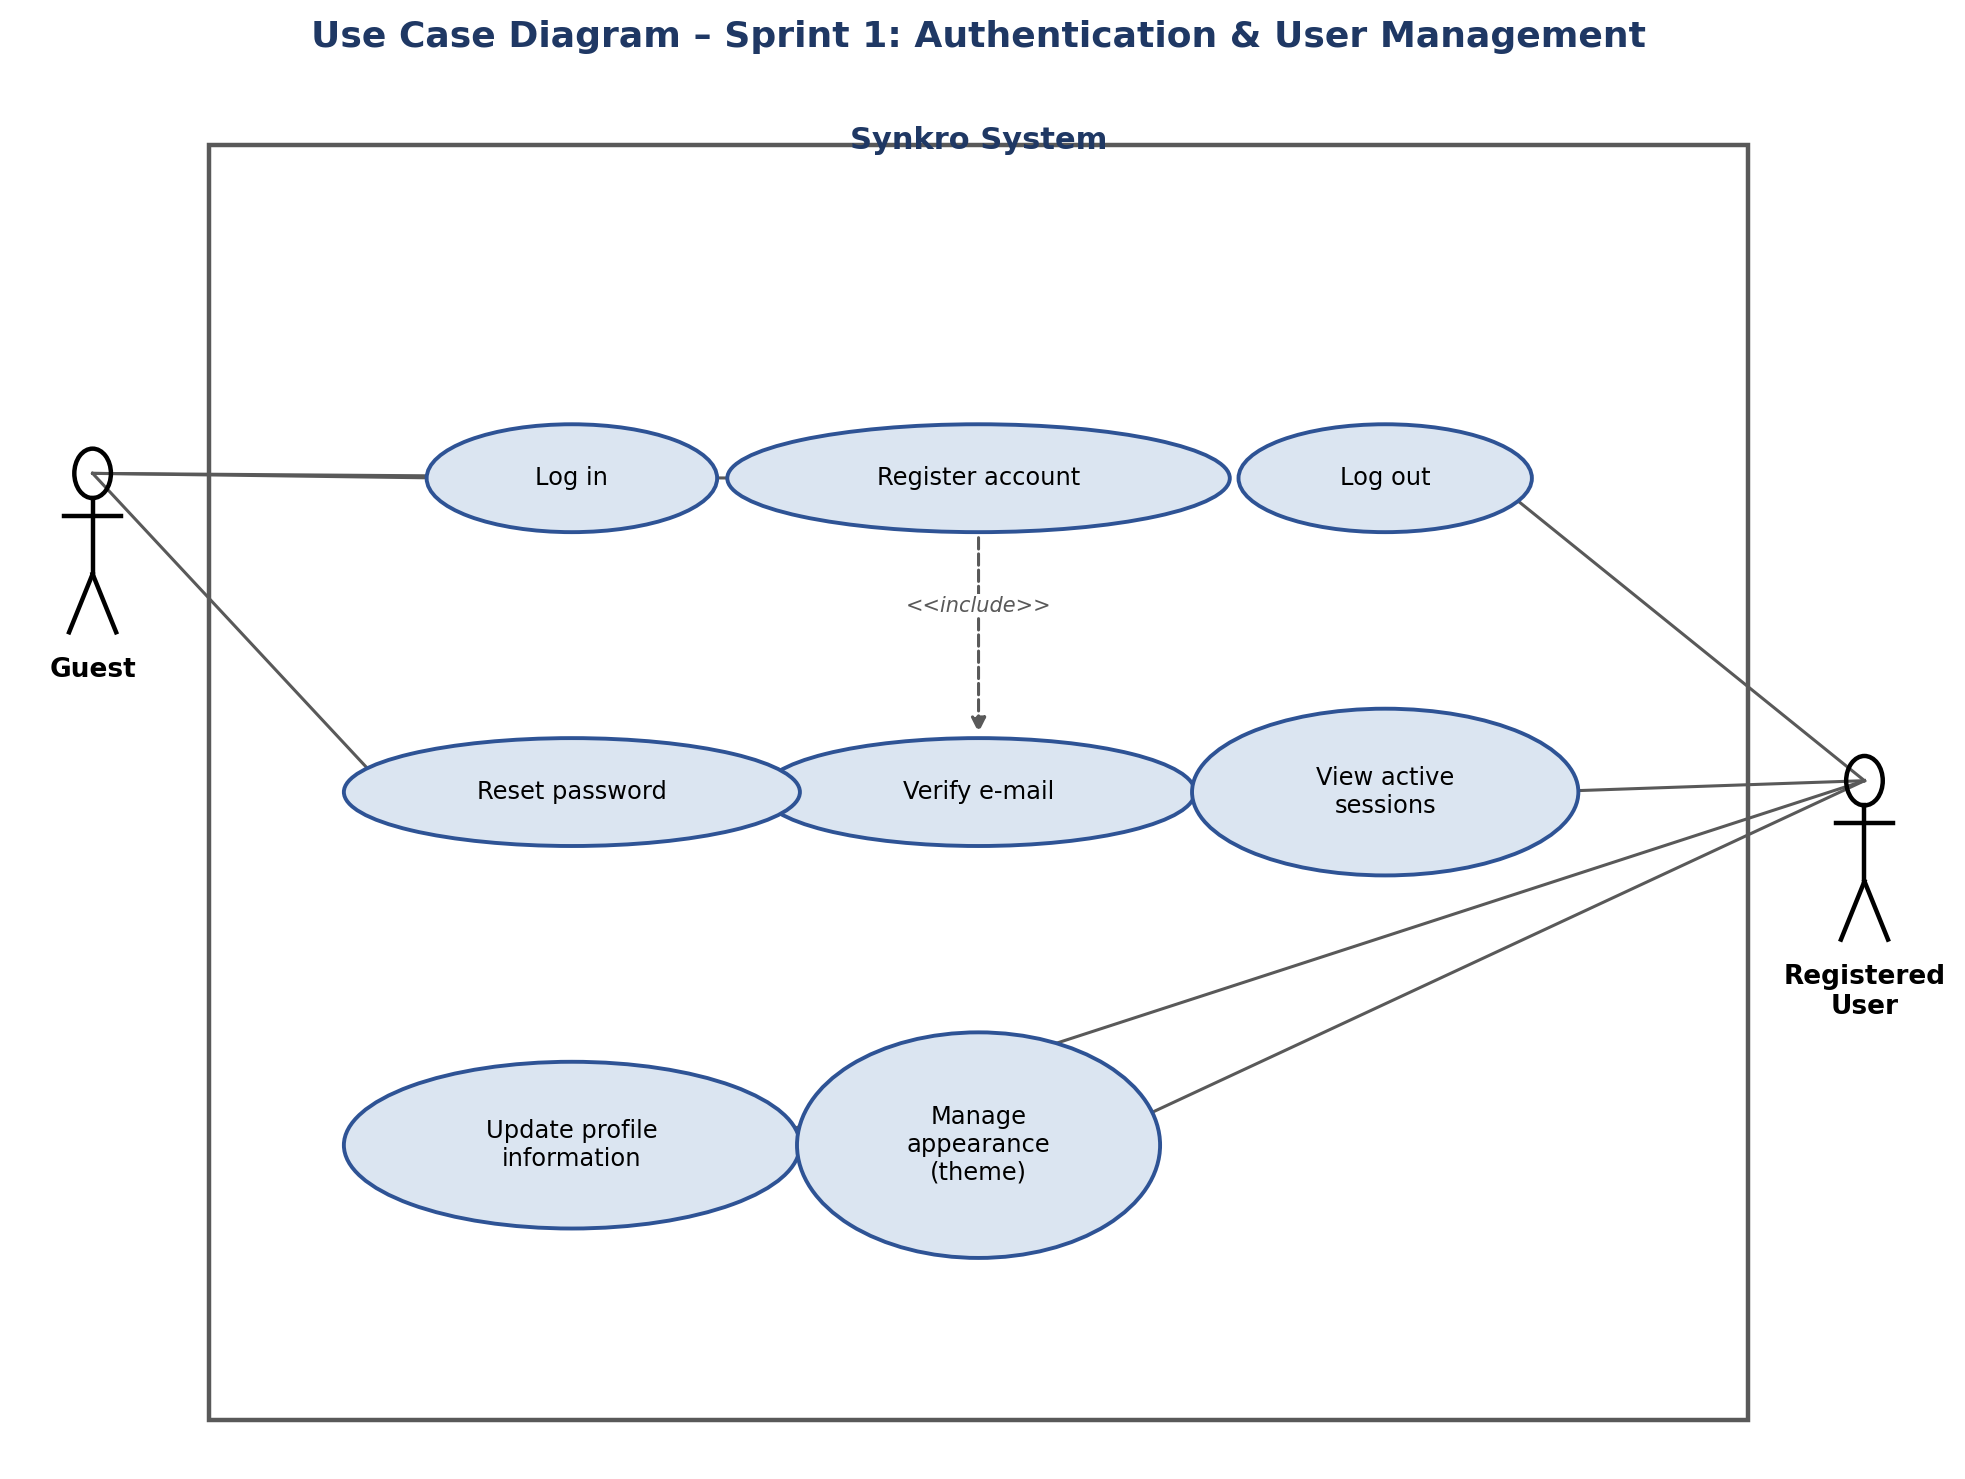 Use Case Diagram – Sprint 1: Authentication & User Management
Synkro System
Log in
Register account
Log out
<<include>>
Guest
Reset password
Verify e-mail
View active
sessions
Registered
User
Update profile
information
Manage
appearance
(theme)